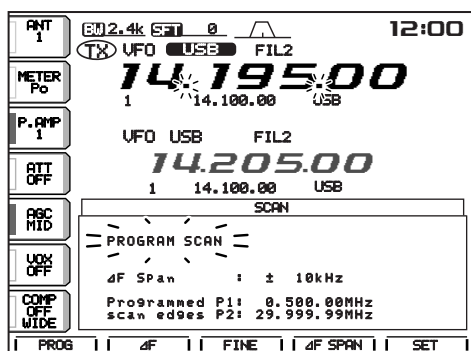 ANT
1
BW 2.4k SFT 0
12:00
TX VFO USB FIL2
METER
Po
14.195.00
1 14.100.00 USB
P.AMP
1
VFO USB FIL2
ATT
OFF
14.205.00
1 14.100.00 USB
AGC
MID
SCAN
PROGRAM SCAN
VOX
OFF
ΔF SPan : ± 10kHz
COMP
OFF
WIDE
Programmed P1: 0.500.00MHz
scan edges P2: 29.999.99MHz
PROG ΔF FINE ΔF SPAN SET